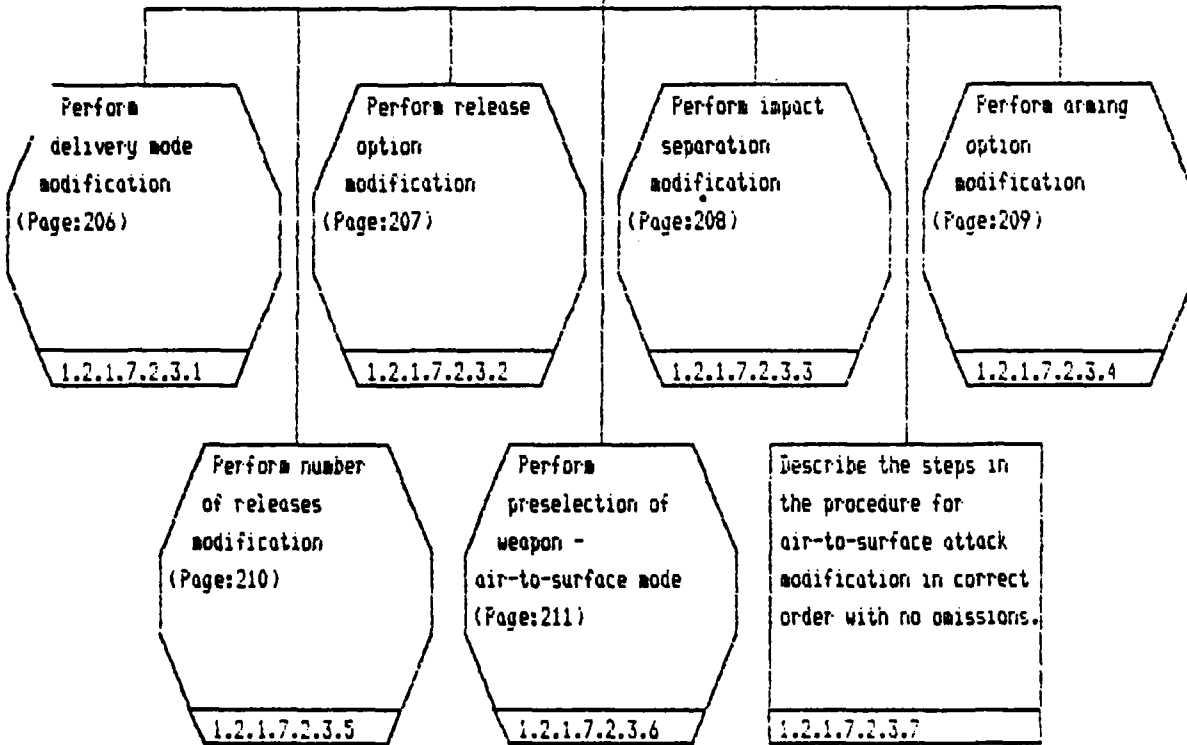 Perform
delivery mode
modification
(Page:206)
1.2.1.7.2.3.1
Perform release
option
modification
(Page:207)
1.2.1.7.2.3.2
Perform impact
separation
modification
(Page:208)
1.2.1.7.2.3.3
Perform arming
option
modification
(Page:209)
1.2.1.7.2.3.4
Perform number
of releases
modification
(Page:210)
1.2.1.7.2.3.5
Perform
preselection of
weapon -
air-to-surface mode
(Page:211)
1.2.1.7.2.3.6
Describe the steps in
the procedure for
air-to-surface attack
modification in correct
order with no omissions.
1.2.1.7.2.3.7